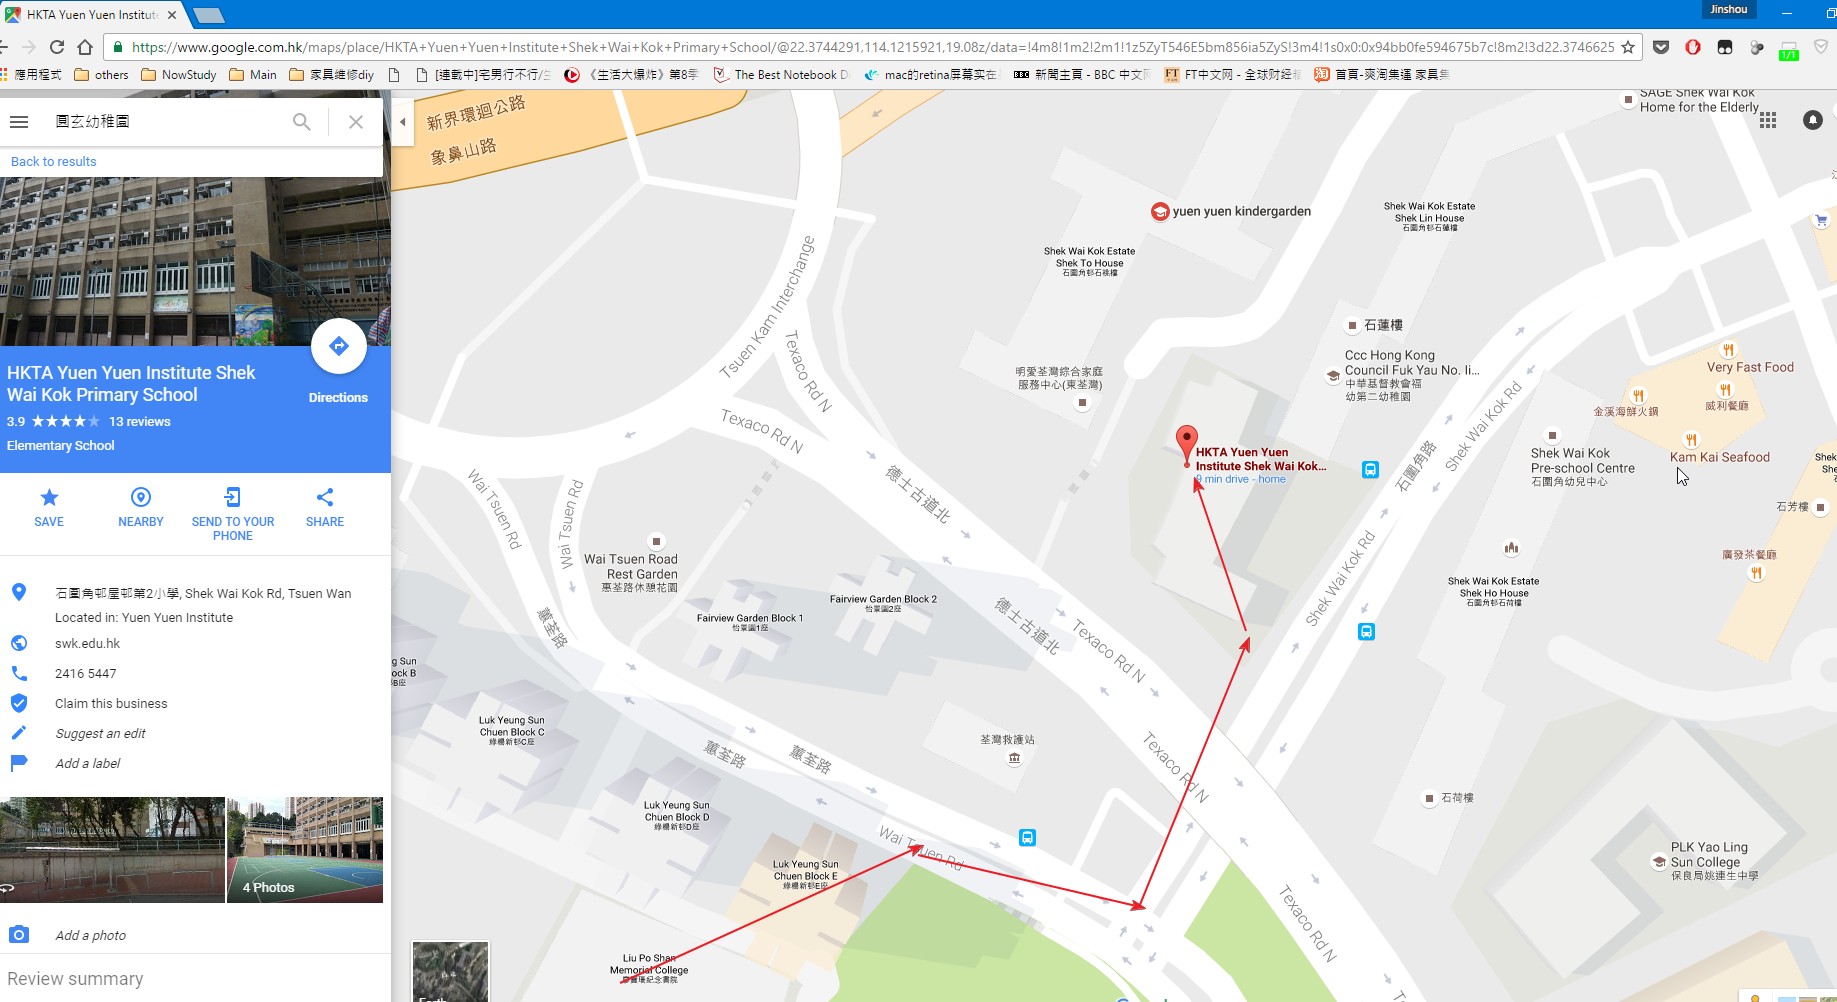 HKTA Yuen Yuen Institute
Jinshou
https://www.google.com.hk/maps/place/HKTA+Yuen+Yuen+Institute+Shek+Wai+Kok+Primary+School/@22.3744291,114.1215921,19.08z/data=!4m8!1m2!2m1!1z5ZyT546E5bm856ia5ZyS!3m4!1s0x0:0x94bb0fe594675b7c!8m2!3d22.3746625
應用程式
others
NowStudy
Main
家具維修diy
[連載中]宅男行不行/生
《生活大爆炸》第8季
The Best Notebook D
mac的retina屏幕实在
BBC
新聞主頁 - BBC 中文网
FT
FT中文网 - 全球财经精
首頁-爽淘集運 家具集
1/1
圓玄幼稚園
Back to results
HKTA Yuen Yuen Institute Shek
Wai Kok Primary School
Directions
3.9
13 reviews
Elementary School
SAVE
NEARBY
SEND TO YOUR
PHONE
SHARE
石圍角邨屋邨第2小學, Shek Wai Kok Rd, Tsuen Wan
Located in: Yuen Yuen Institute
swk.edu.hk
2416 5447
Claim this business
Suggest an edit
Add a label
4 Photos
Add a photo
Review summary
新界環迴公路
象鼻山路
SAGE Shek Wai Kok
Home for the Elderly
yuen yuen kindergarden
Shek Wai Kok Estate
Shek Lin House
石圍角邨石蓮樓
Shek Wai Kok Estate
Shek To House
石圍角邨石桃樓
Tsuen Kam Interchange
Texaco Rd N
石蓮樓
Ccc Hong Kong
Council Fuk Yau No. Ii...
中華基督教會福
幼第二幼稚園
明愛荃灣綜合家庭
服務中心(東荃灣)
Very Fast Food
金溪海鮮火鍋
威利餐廳
Kam Kai Seafood
Shek Wai Kok Rd
石圍角路
Texaco Rd N
德士古道北
HKTA Yuen Yuen
Institute Shek Wai Kok...
9 min drive - home
Shek Wai Kok
Pre-school Centre
石圍角幼兒中心
石芳樓
Wai Tsuen Rd
Wai Tsuen Rd
Wai Tsuen Road
Rest Garden
惠荃路休憩花園
廣發茶餐廳
Shek Wai Kok Rd
Shek Wai Kok Estate
Shek Ho House
石圍角邨石荷樓
Fairview Garden Block 1
怡景園1座
Fairview Garden Block 2
怡景園2座
德士古道北
Texaco Rd N
蕙荃路
Luk Yeung Sun
Chuen Block C
綠楊新邨C座
蕙荃路
蕙荃路
荃灣救護站
Texaco Rd N
石荷樓
Luk Yeung Sun
Chuen Block D
綠楊新邨D座
Wai Tsuen Rd
Luk Yeung Sun
Chuen Block E
綠楊新邨E座
PLK Yao Ling
Sun College
保良局姚連生中學
Texaco Rd N
Liu Po Shan
Memorial College
Earth